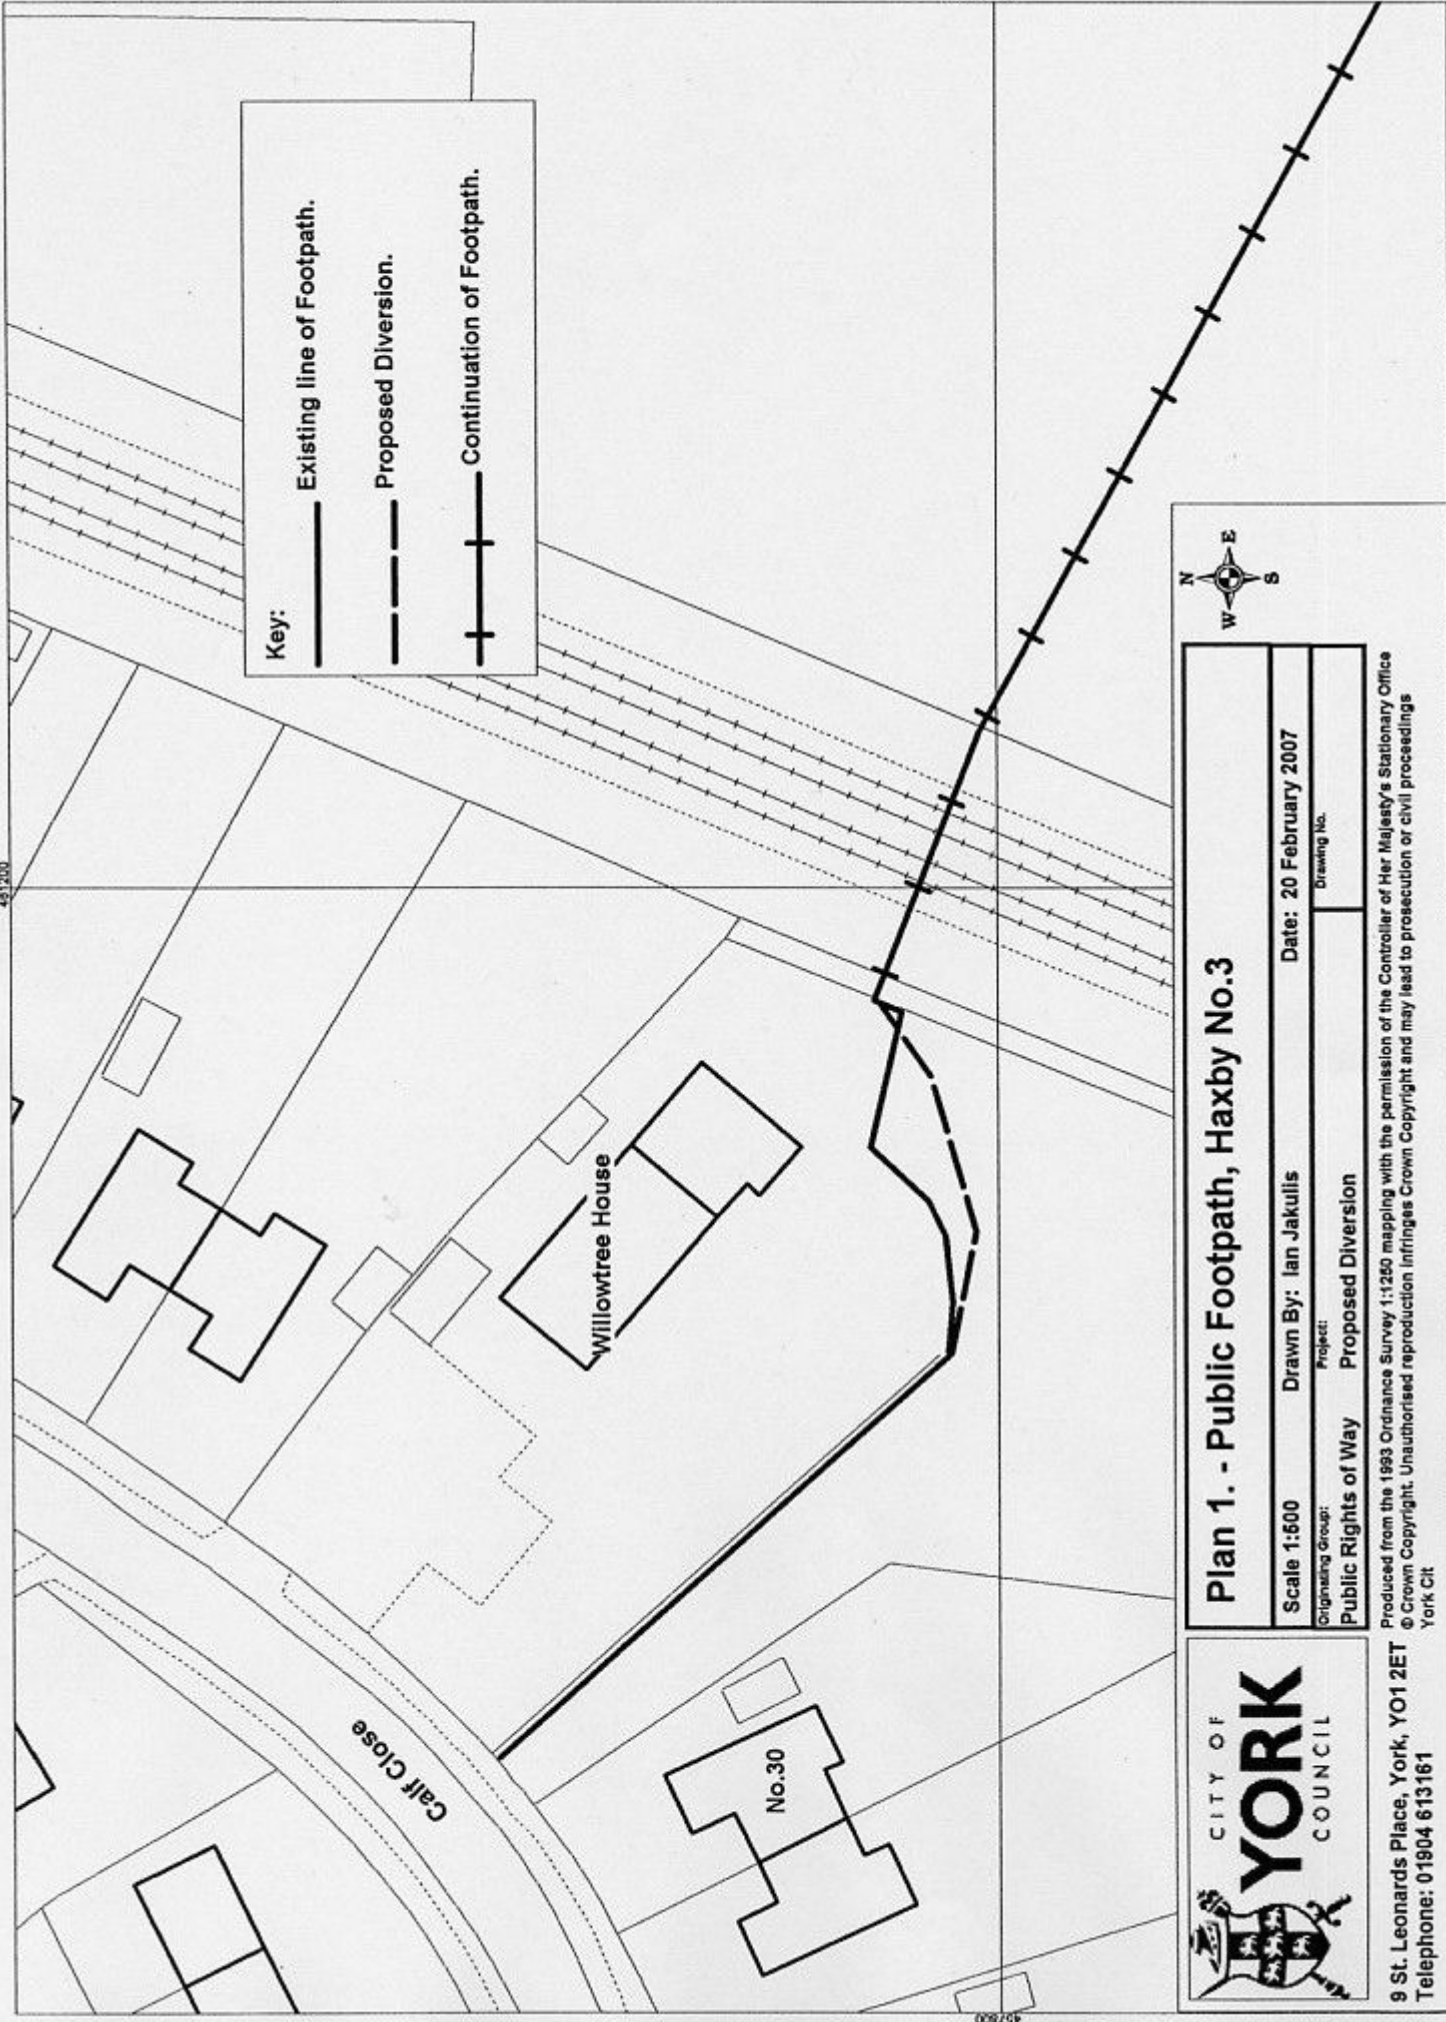 461200
Key:
Existing line of Footpath.
Proposed Diversion.
Continuation of Footpath.
Willowtree House
Calf Close
No.30
457800
CITY OF
YORK
COUNCIL
9 St. Leonards Place, York, YO1 2ET
Telephone: 01904 613161
Plan 1. - Public Footpath, Haxby No.3
Scale 1:500 Drawn By: Ian Jakulis Date: 20 February 2007
Originating Group: Project: Drawing No.
Public Rights of Way Proposed Diversion
N
W E
S
Produced from the 1993 Ordnance Survey 1:1250 mapping with the permission of the Controller of Her Majesty's Stationary Office
© Crown Copyright. Unauthorised reproduction infringes Crown Copyright and may lead to prosecution or civil proceedings
York Cit